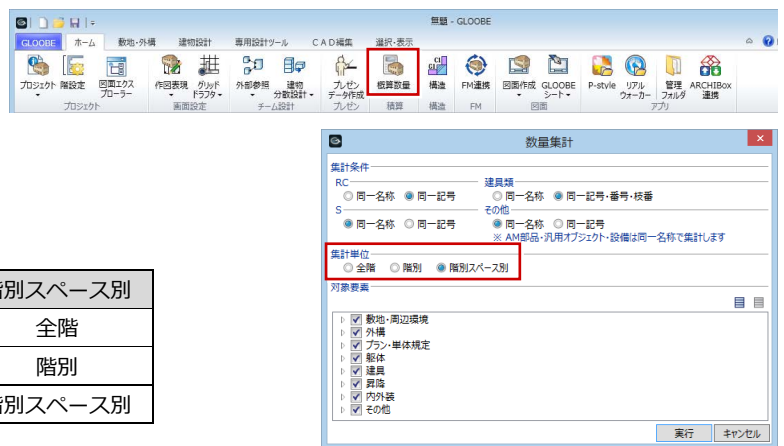 無題 - GLOOBE
GLOOBE ホーム 敷地・外構 建物設計 専用設計ツール CAD編集 選択・表示
プロジェクト 階設定 図面エクスプローラー 作図表現 グリッドドラフタ 外部参照 建物分散設計 プレゼンデータ作成 概算数量 構造 FM連携 図面作成 GLOOBEシート P-style リアルウォーカー 管理フォルダ ARCHIBox連携
プロジェクト 画面設定 チーム設計 プレゼン 積算 構造 FM 図面 アプリ
数量集計
集計条件
RC 建具類
同一名称 同一記号 同一名称 同一記号・番号・枝番
S その他
同一名称 同一記号 同一名称 同一記号
※ AM部品・汎用オブジェクト・設備は同一名称で集計します
集計単位
全階 階別 階別スペース別
対象要素
敷地・周辺環境
外構
プラン・単体規定
躯体
建具
昇降
内外装
その他
実行 キャンセル
階別スペース別
全階
階別
階別スペース別